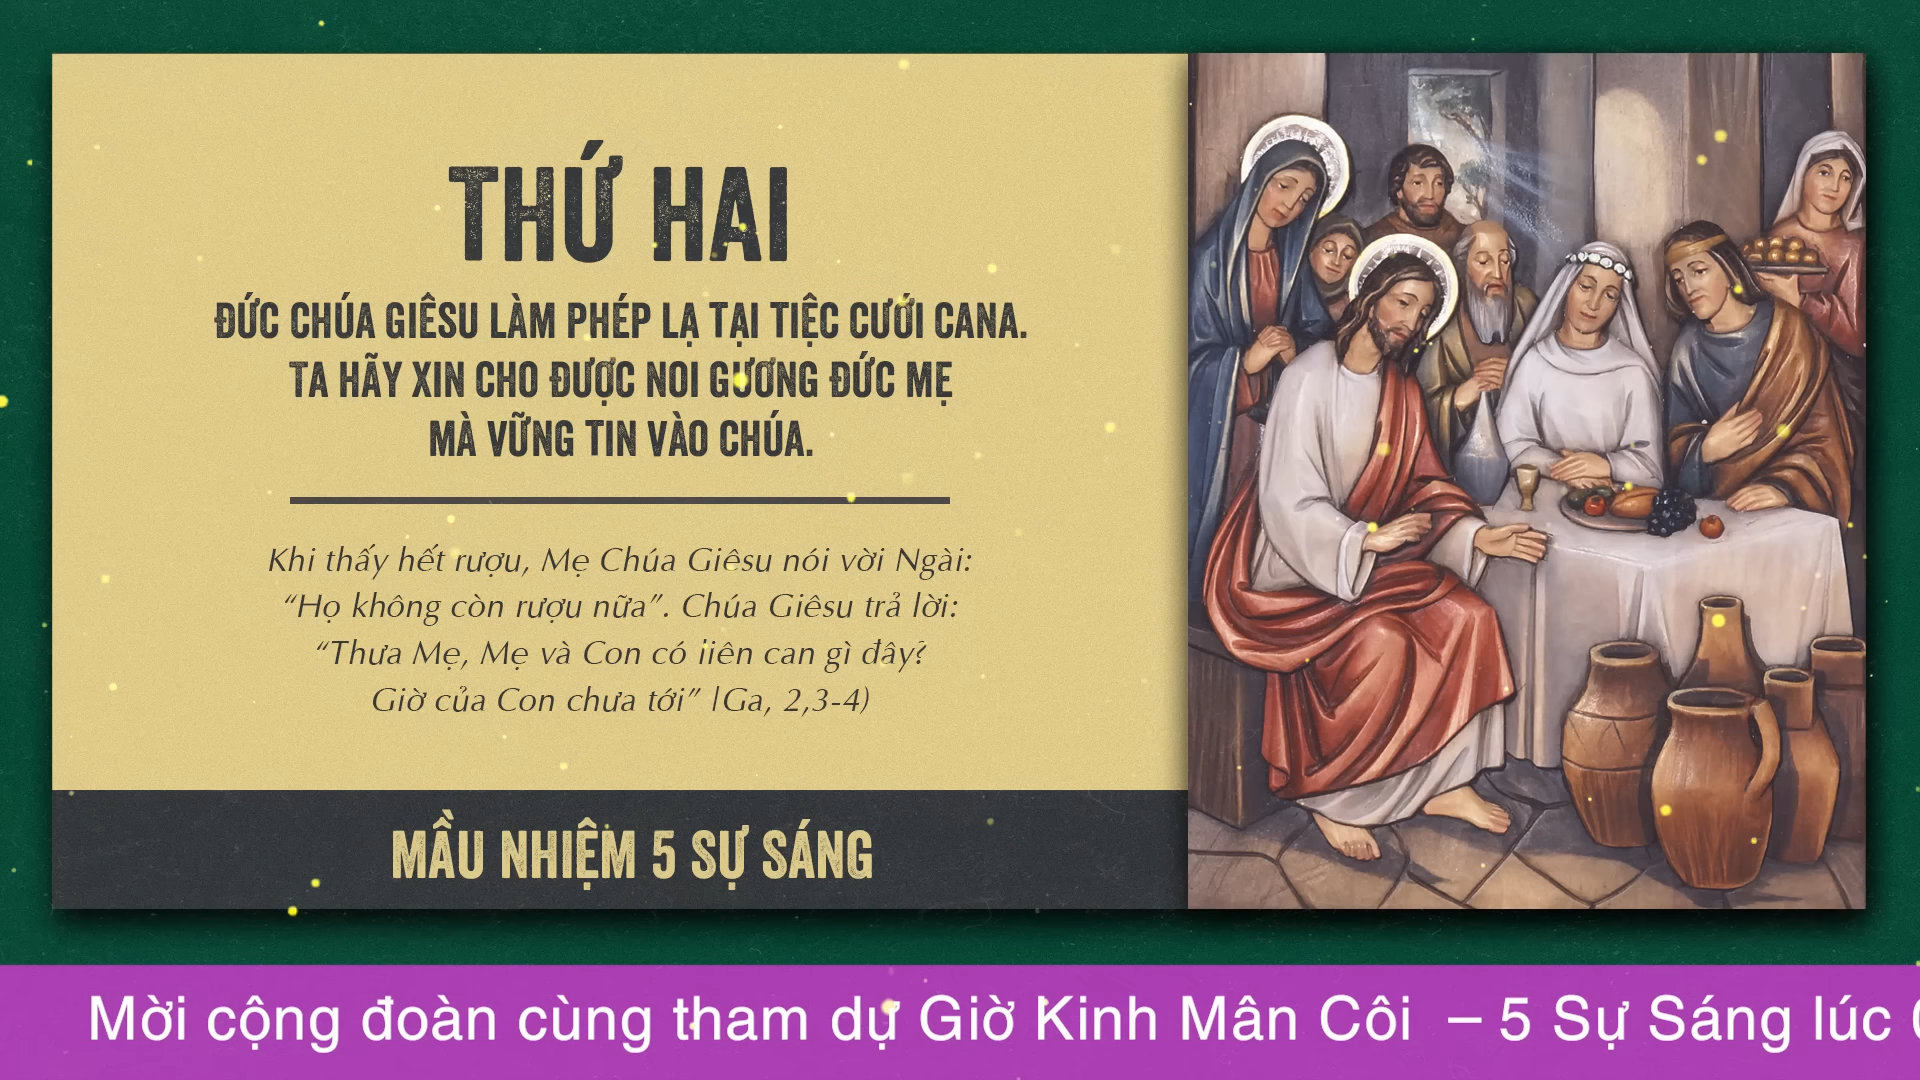 THỨ HAI
ĐỨC CHÚA GIÊSU LÀM PHÉP LẠ TẠI TIỆC CƯỚI CANA.
TA HÃY XIN CHO ĐƯỢC NOI GƯƠNG ĐỨC MẸ
MÀ VỮNG TIN VÀO CHÚA.
Khi thấy hết rượu, Mẹ Chúa Giêsu nói vời Ngài:
“Họ không còn rượu nữa”. Chúa Giêsu trả lời:
“Thưa Mẹ, Mẹ và Con có iiên can gì đây?
Giờ của Con chưa tới” |Ga, 2,3-4)
MẦU NHIỆM 5 SỰ SÁNG
Mời cộng đoàn cùng tham dự Giờ Kinh Mân Côi – 5 Sự Sáng lúc